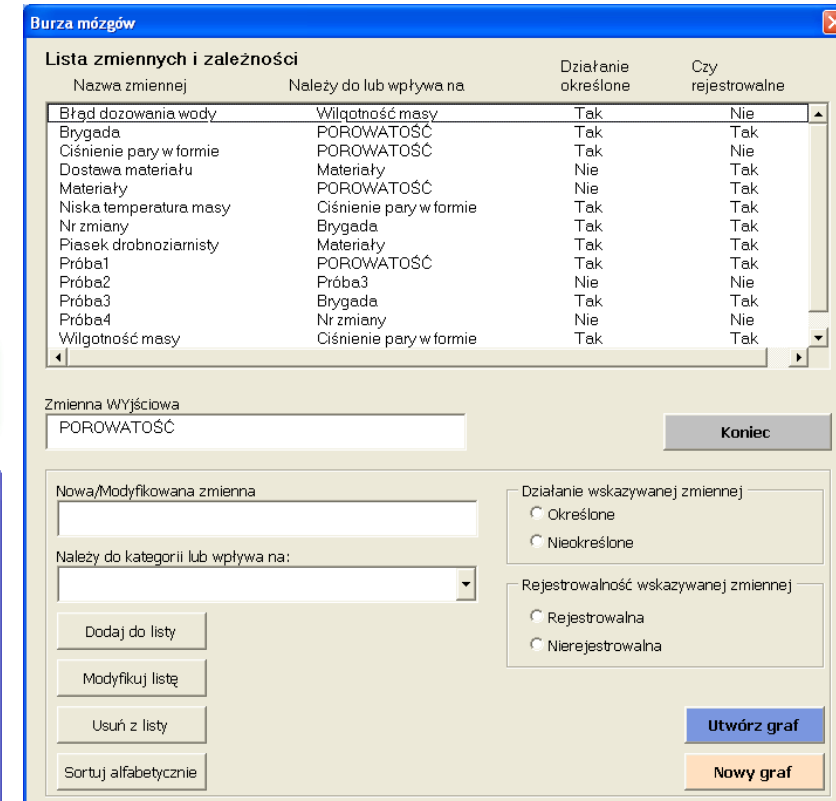 Burza mózgów
Lista zmiennych i zależności
Nazwa zmiennej Należy do lub wpływa na Działanie określone Czy rejestrowalne
Błąd dozowania wody Wilgotność masy Tak Nie
Brygada POROWATOŚĆ Tak Tak
Ciśnienie pary w formie POROWATOŚĆ Tak Nie
Dostawa materiału Materiały Nie Tak
Materiały POROWATOŚĆ Nie Tak
Niska temperatura masy Ciśnienie pary w formie Tak Tak
Nr zmiany Brygada Tak Tak
Piasek drobnoziarnisty Materiały Tak Tak
Próba1 POROWATOŚĆ Tak Tak
Próba2 Próba3 Nie Nie
Próba3 Brygada Tak Tak
Próba4 Nr zmiany Nie Nie
Wilgotność masy Ciśnienie pary w formie Tak Tak
Zmienna WYjściowa
POROWATOŚĆ
Koniec
Nowa/Modyfikowana zmienna
Należy do kategorii lub wpływa na:
Działanie wskazywanej zmiennej
Określone
Nieokreślone
Rejestrowalność wskazywanej zmiennej
Rejestrowalna
Nierejestrowalna
Dodaj do listy
Modyfikuj listę
Usuń z listy
Sortuj alfabetycznie
Utwórz graf
Nowy graf